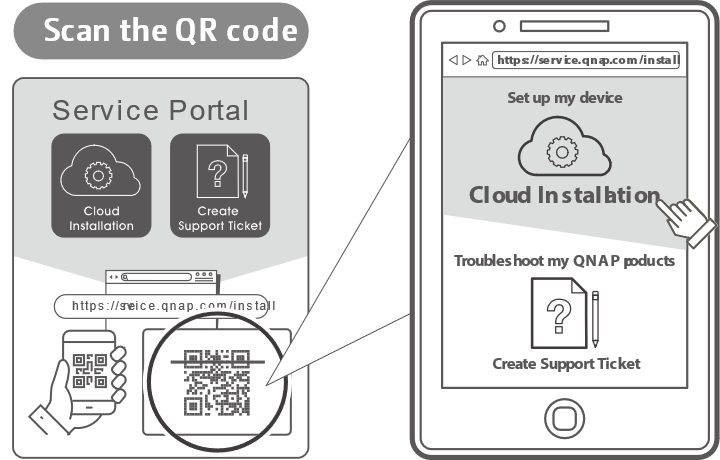 Scan the QR code
Service Portal
Cloud
Installation
Create
Support Ticket
https://service.qnap.com/install
https://service.qnap.com/install
Set up my device
Cloud Installation
Troubleshoot my QNAP poducts
Create Support Ticket